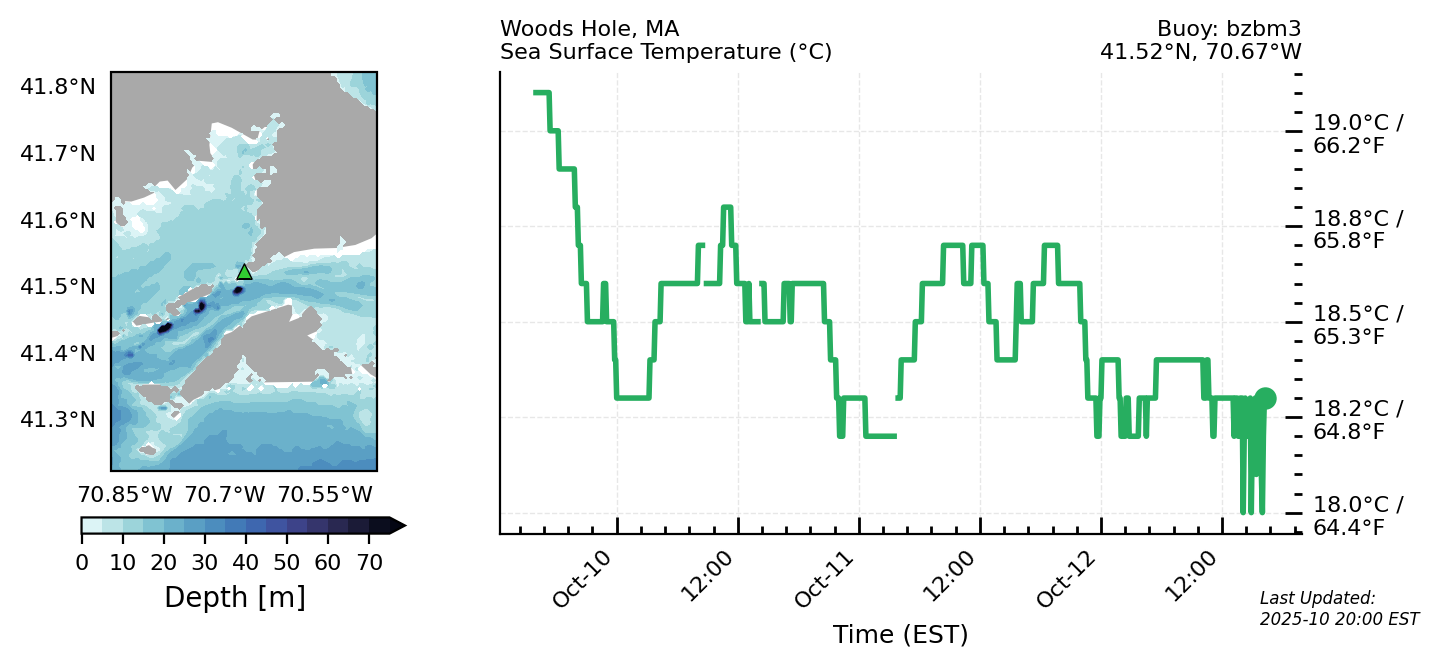 Woods Hole, MA
Sea Surface Temperature (°C)
Buoy: bzbm3
41.52°N, 70.67°W
41.8°N
41.7°N
41.6°N
41.5°N
41.4°N
41.3°N
70.85°W 70.7°W 70.55°W
0 10 20 30 40 50 60 70
Depth [m]
19.0°C /
66.2°F
18.8°C /
65.8°F
18.5°C /
65.3°F
18.2°C /
64.8°F
18.0°C /
64.4°F
Oct-10
12:00
Oct-11
12:00
Oct-12
12:00
Time (EST)
Last Updated:
2025-10 20:00 EST